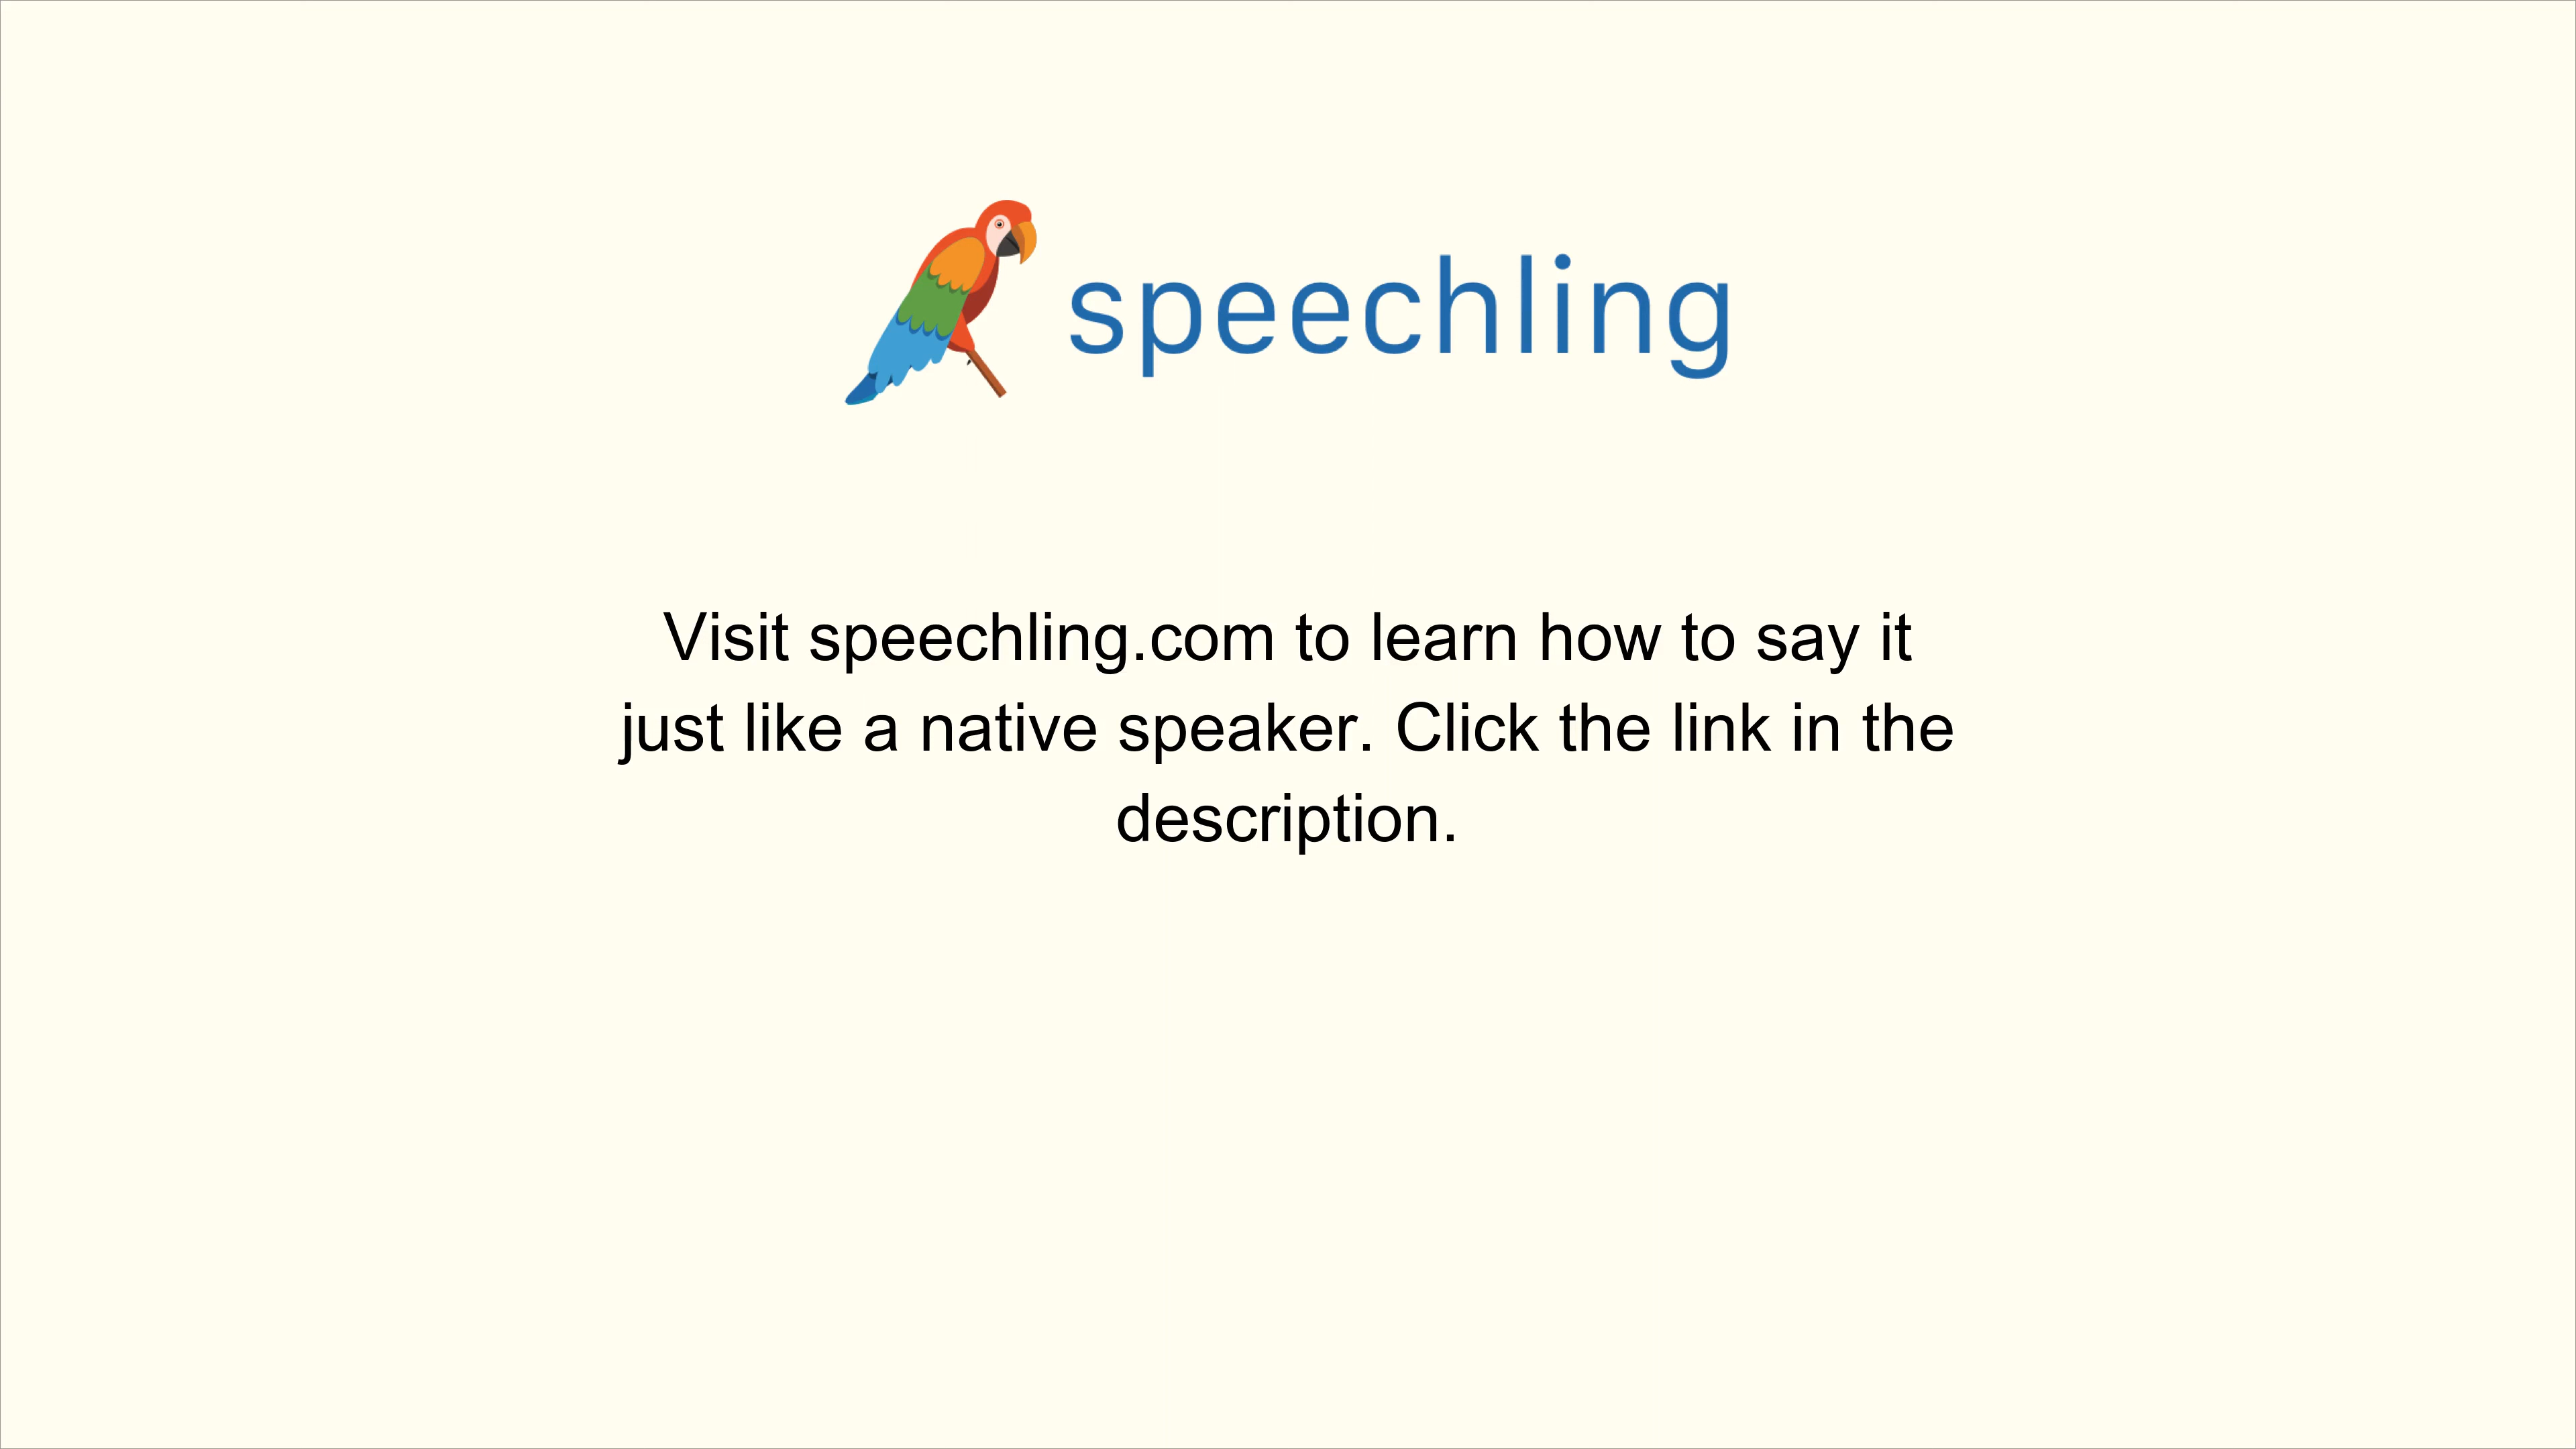 speechling
Visit speechling.com to learn how to say it
just like a native speaker. Click the link in the
description.